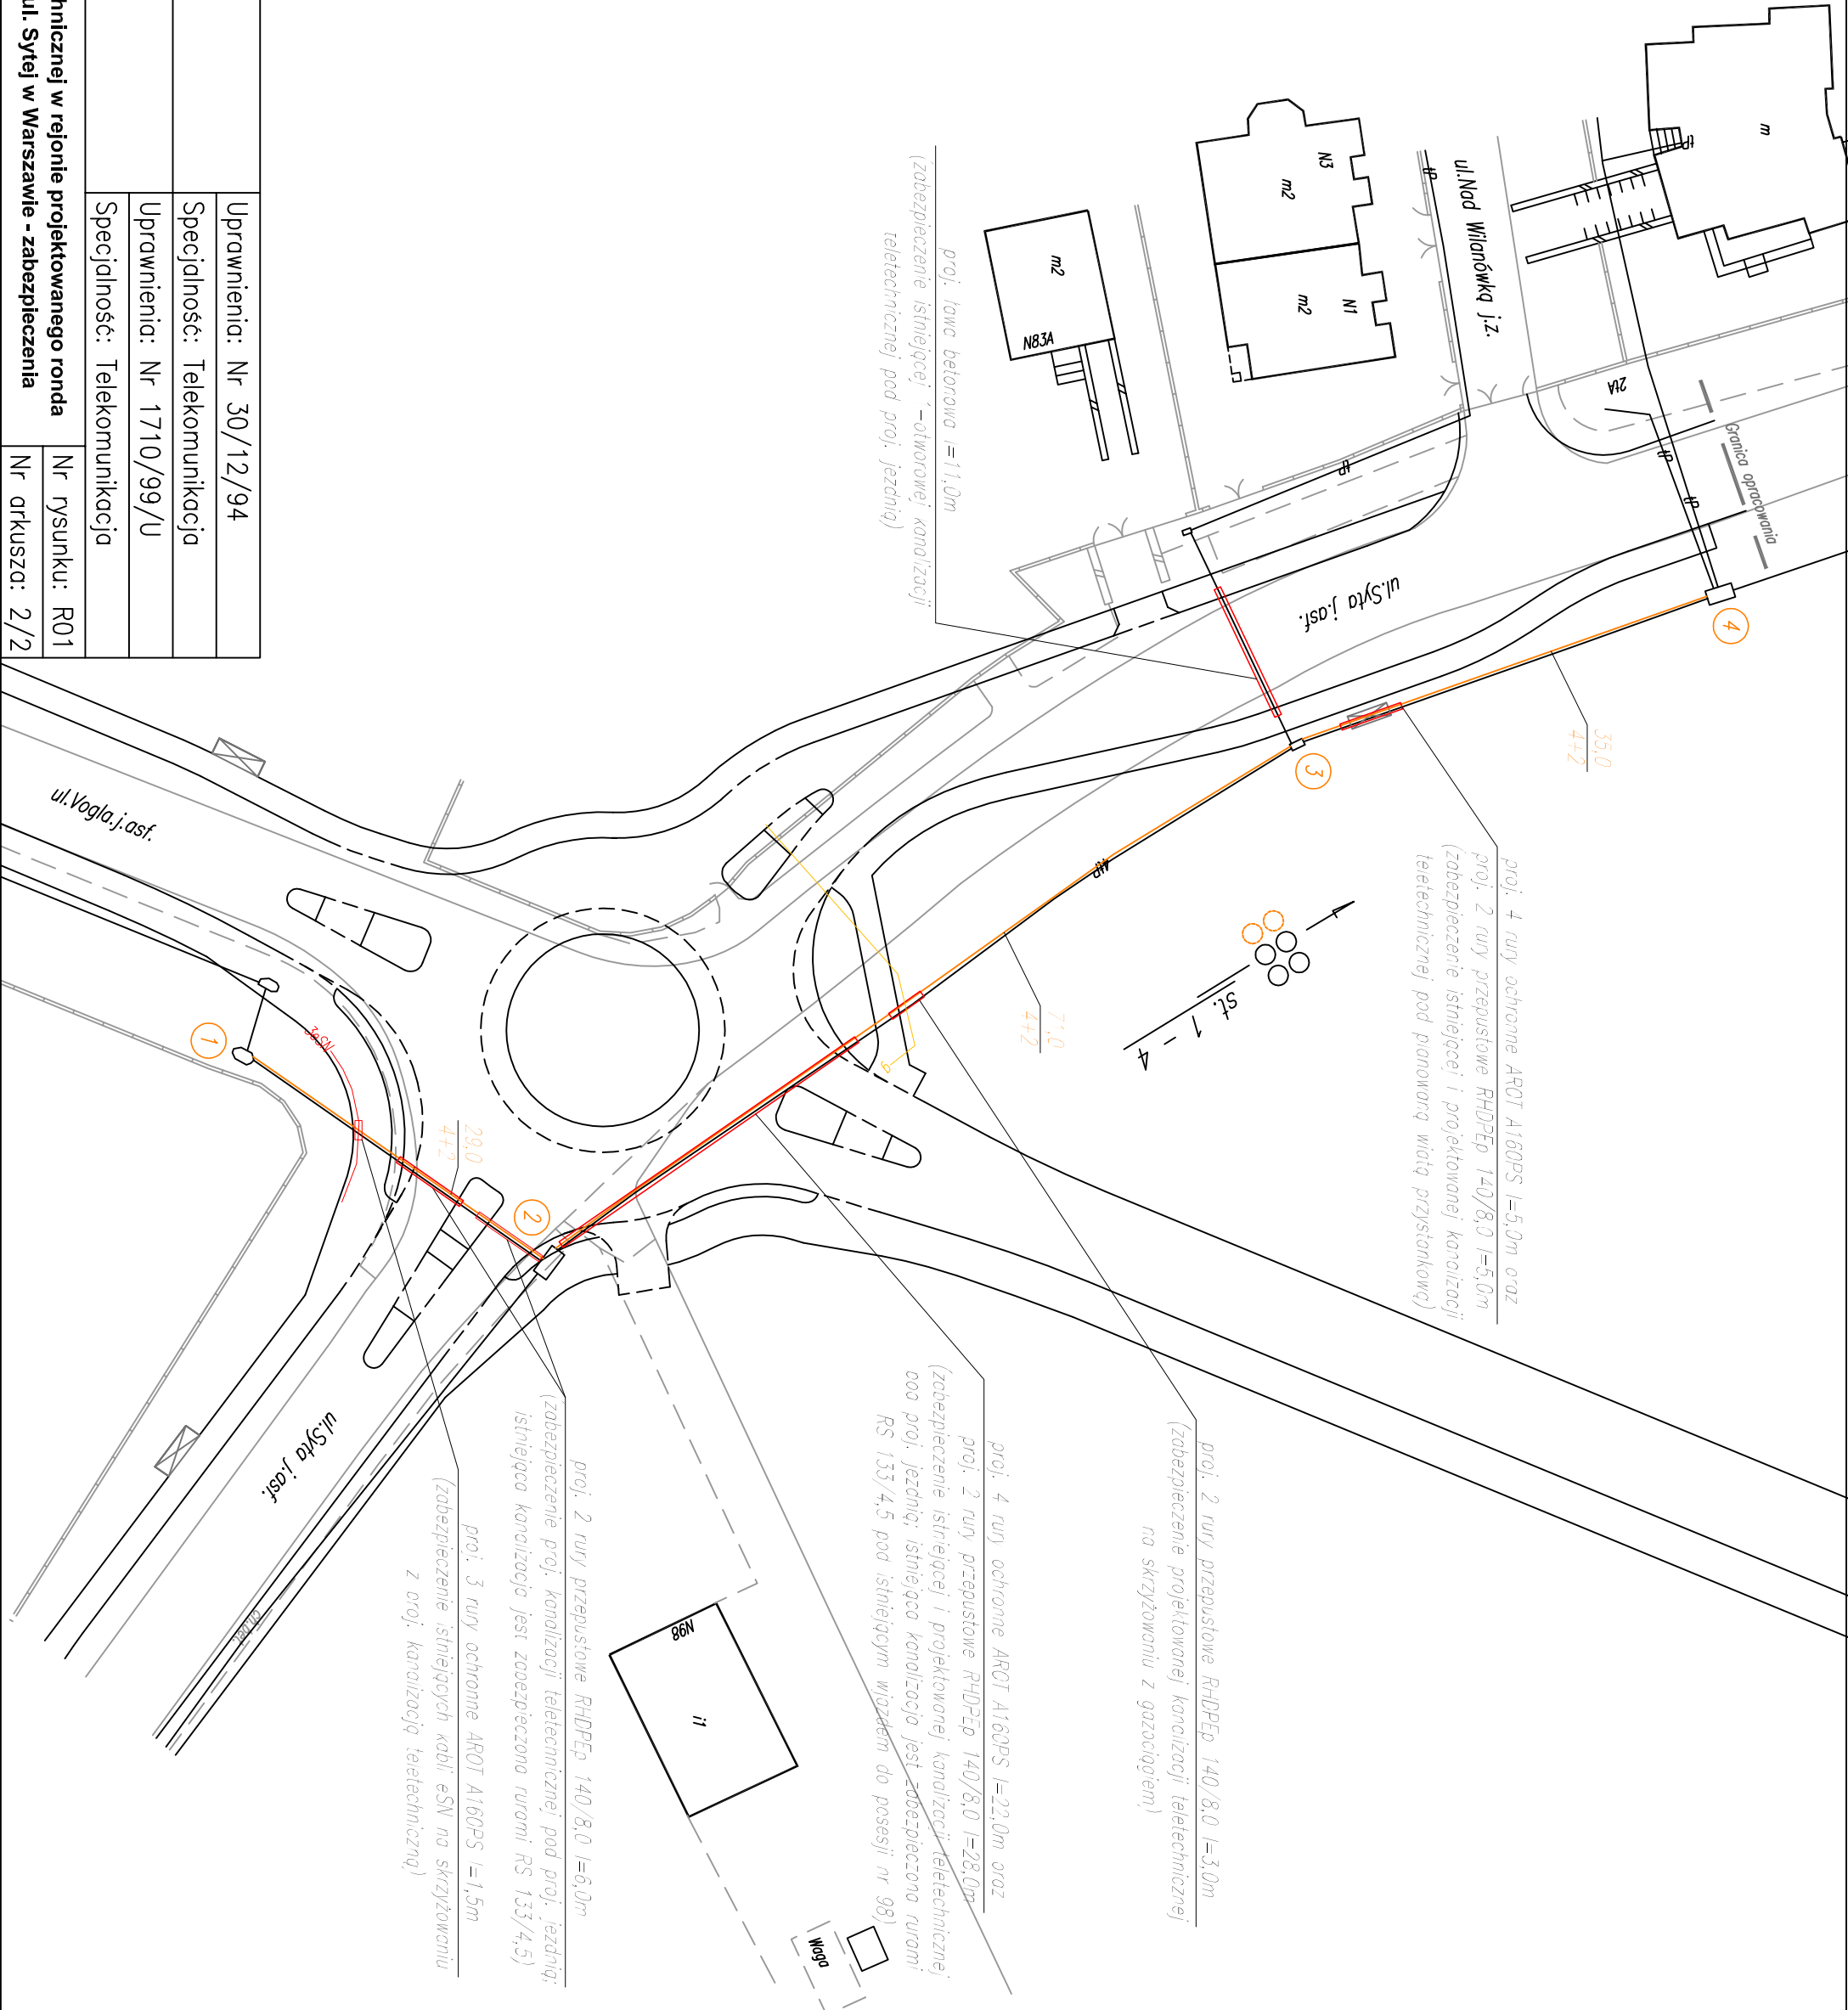 Uprawnienia: Nr 30/12/94
Specjalność: Telekomunikacja
Uprawnienia: Nr 1710/99/U
Specjalność: Telekomunikacja
hnicznej w rejonie projektowanego ronda
ul. Sytej w Warszawie - zabezpieczenia
Nr rysunku: R01
Nr arkusza: 2/2
m
tP
tP
ul.Nad Wilanówką j.z.
N3
m2
N1
m2
m2
N83A
2tA
tP
tP
tP
Granica opracowania
ul.Syta j.asf.
4
3
35,0
4+2
proj. ława betonowa l=11,0m
(zabezpieczenie istniejącej -otworowej kanalizacji
teletechnicznej pod proj. jezdnią)
proj. 4 rury ochronne AROT A160PS l=5,0m oraz
proj. 2 rury przepustowe RHDPEp 140/8,0 l=5,0m
(zabezpieczenie istniejącej i projektowanej kanalizacji
teletechnicznej pod planowaną wiatą przystankową)
4tP
st. 1 - 4
71,0
4+2
g
ul.Vogla.j.asf.
1
3eSN
29,0
4+2
2
ul.Syta j.asf.
proj. 2 rury przepustowe RHDPEp 140/8,0 l=3,0m
(zabezpieczenie projektowanej kanalizacji teletechnicznej
na skrzyżowaniu z gazociągiem)
proj. 4 rury ochronne AROT A160PS l=22,0m oraz
proj. 2 rury przepustowe RHDPEp 140/8,0 l=28,0m
(zabezpieczenie istniejącej i projektowanej kanalizacji teletechnicznej
pod proj. jezdnią; istniejąca kanalizacja jest zabezpieczona rurami
RS 133/4,5 pod istniejącym wjazdem do posesji nr 98)
proj. 2 rury przepustowe RHDPEp 140/8,0 l=6,0m
(zabezpieczenie proj. kanalizacji teletechnicznej pod proj. jezdnią;
istniejąca kanalizacja jest zabezpieczona rurami RS 133/4,5)
proj. 3 rury ochronne AROT A160PS l=1,5m
(zabezpieczenie istniejących kabli eSN na skrzyżowaniu
z proj. kanalizacją teletechniczną)
N98
i1
Waga